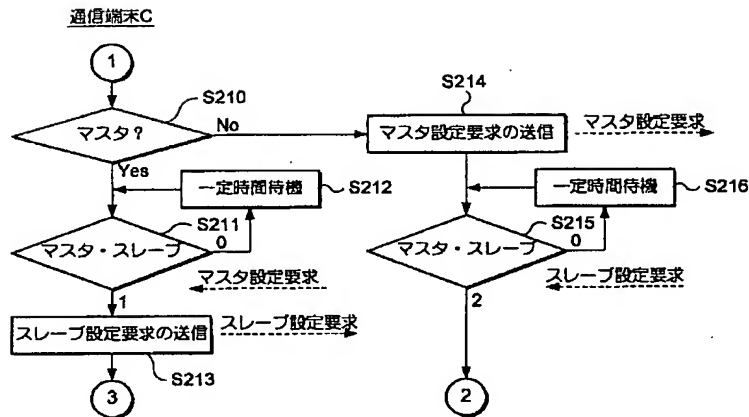 通信端末C
1
S210
マスタ?
No
Yes
S214
マスタ設定要求の送信
マスタ設定要求
一定時間待機
S212
S211
マスタ・スレーブ
0
マスタ設定要求
1
一定時間待機
S216
S215
マスタ・スレーブ
0
スレーブ設定要求
2
スレーブ設定要求の送信
スレーブ設定要求
S213
3
2